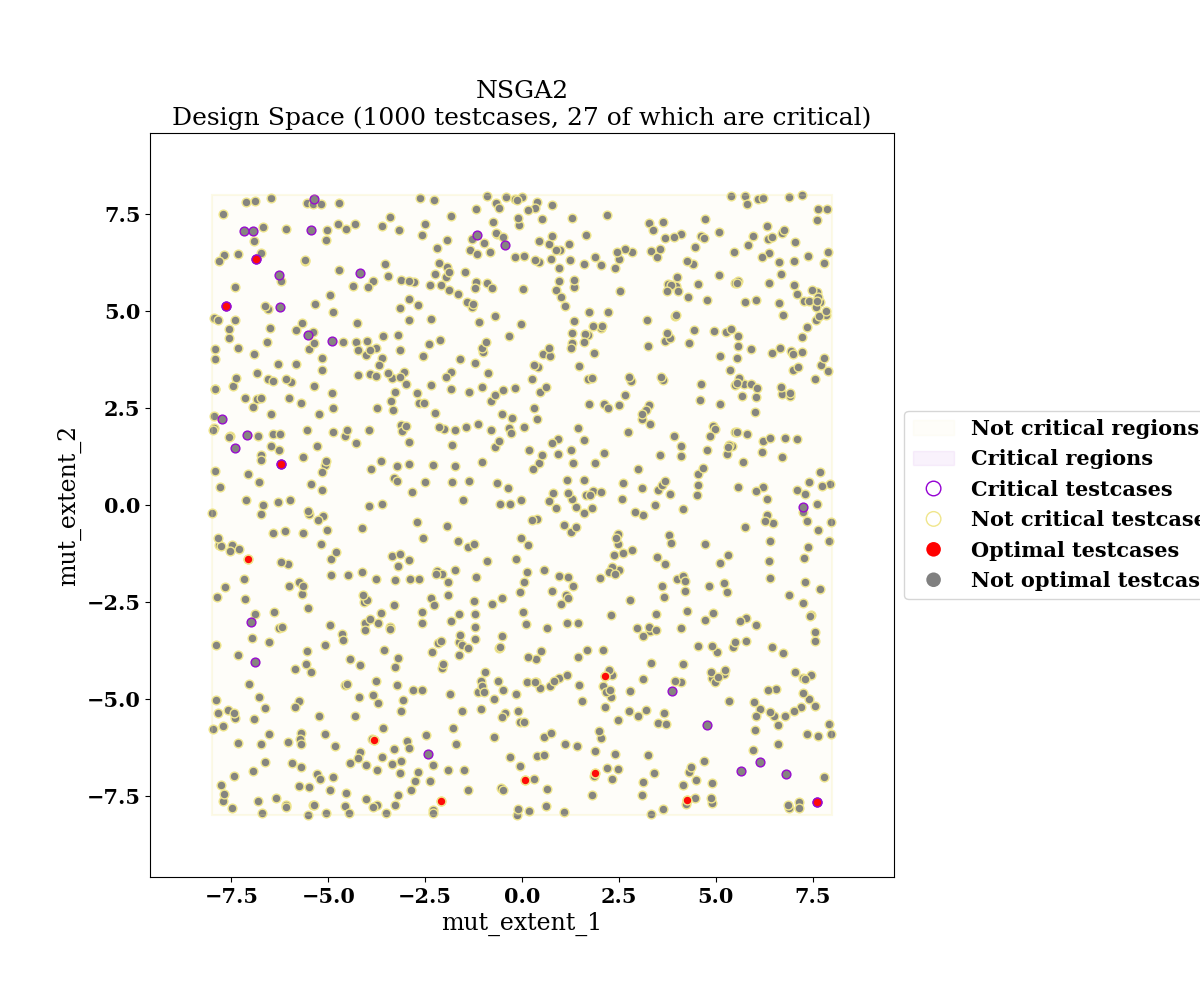 NSGA2
Design Space (1000 testcases, 27 of which are critical)
mut_extent_2
7.5
5.0
2.5
0.0
−2.5
−5.0
−7.5
−7.5 −5.0 −2.5 0.0 2.5 5.0 7.5
mut_extent_1
Not critical regions
Critical regions
Critical testcases
Not critical testcase
Optimal testcases
Not optimal testcas